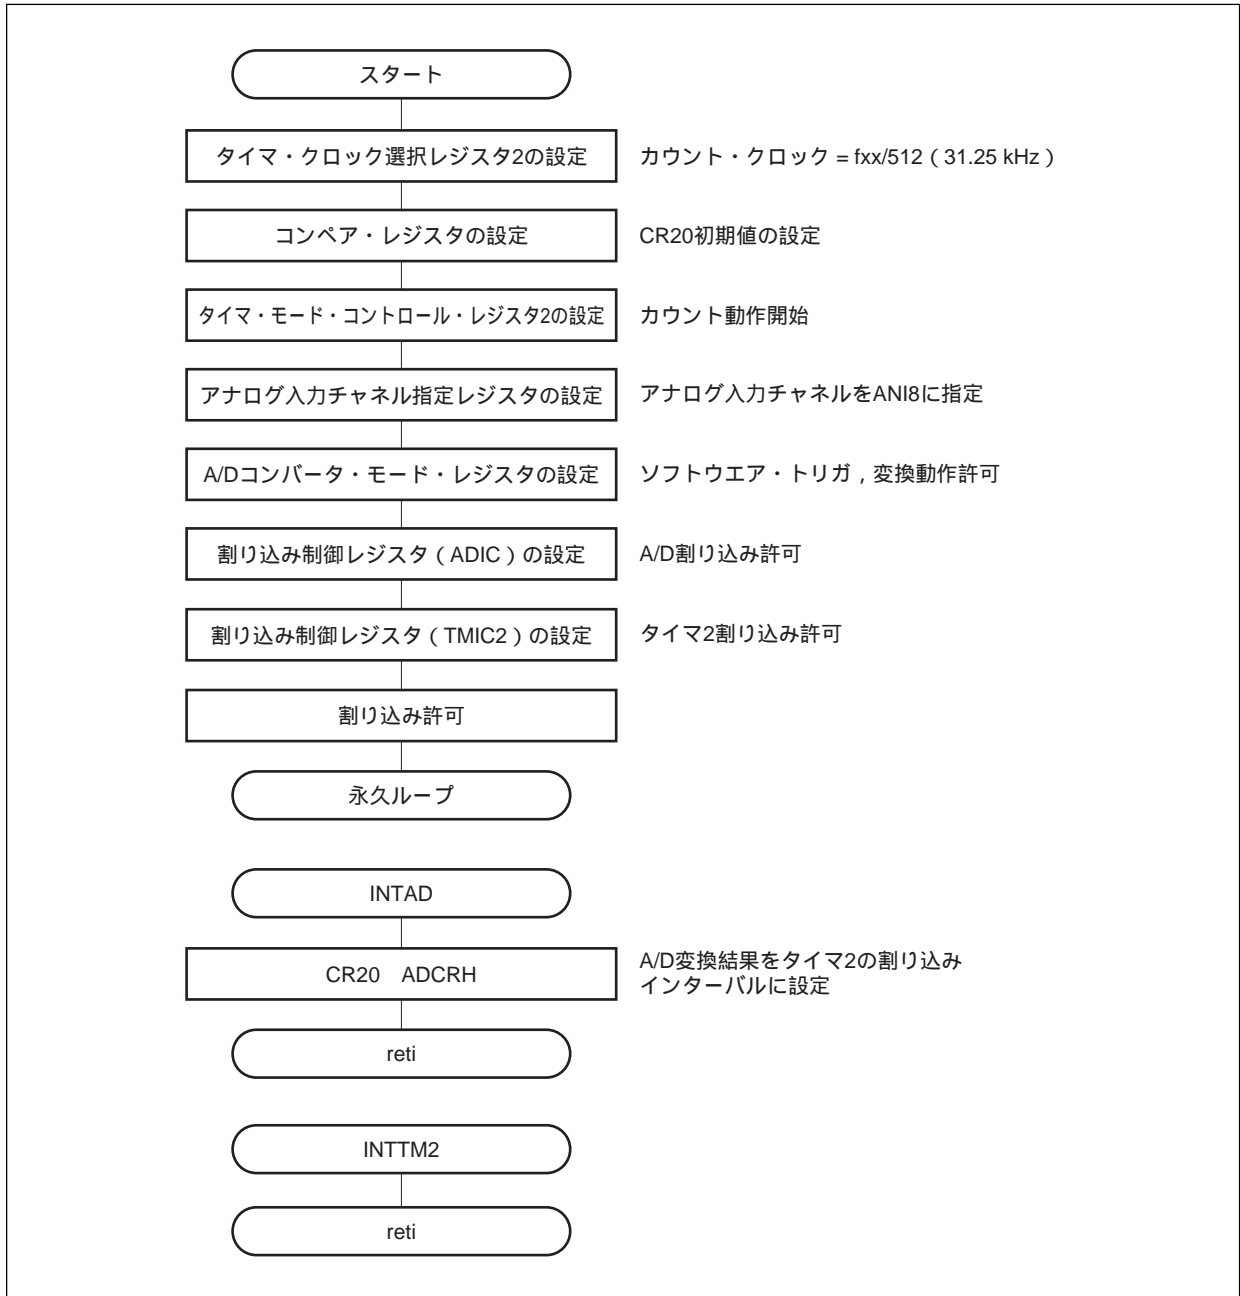 スタート
タイマ・クロック選択レジスタ2の設定
カウント・クロック = fxx/512（31.25 kHz）
コンペア・レジスタの設定
CR20初期値の設定
タイマ・モード・コントロール・レジスタ2の設定
カウント動作開始
アナログ入力チャネル指定レジスタの設定
アナログ入力チャネルをANI8に指定
A/Dコンバータ・モード・レジスタの設定
ソフトウエア・トリガ，変換動作許可
割り込み制御レジスタ（ADIC）の設定
A/D割り込み許可
割り込み制御レジスタ（TMIC2）の設定
タイマ2割り込み許可
割り込み許可
永久ループ
INTAD
CR20　ADCRH
A/D変換結果をタイマ2の割り込み
インターバルに設定
reti
INTTM2
reti